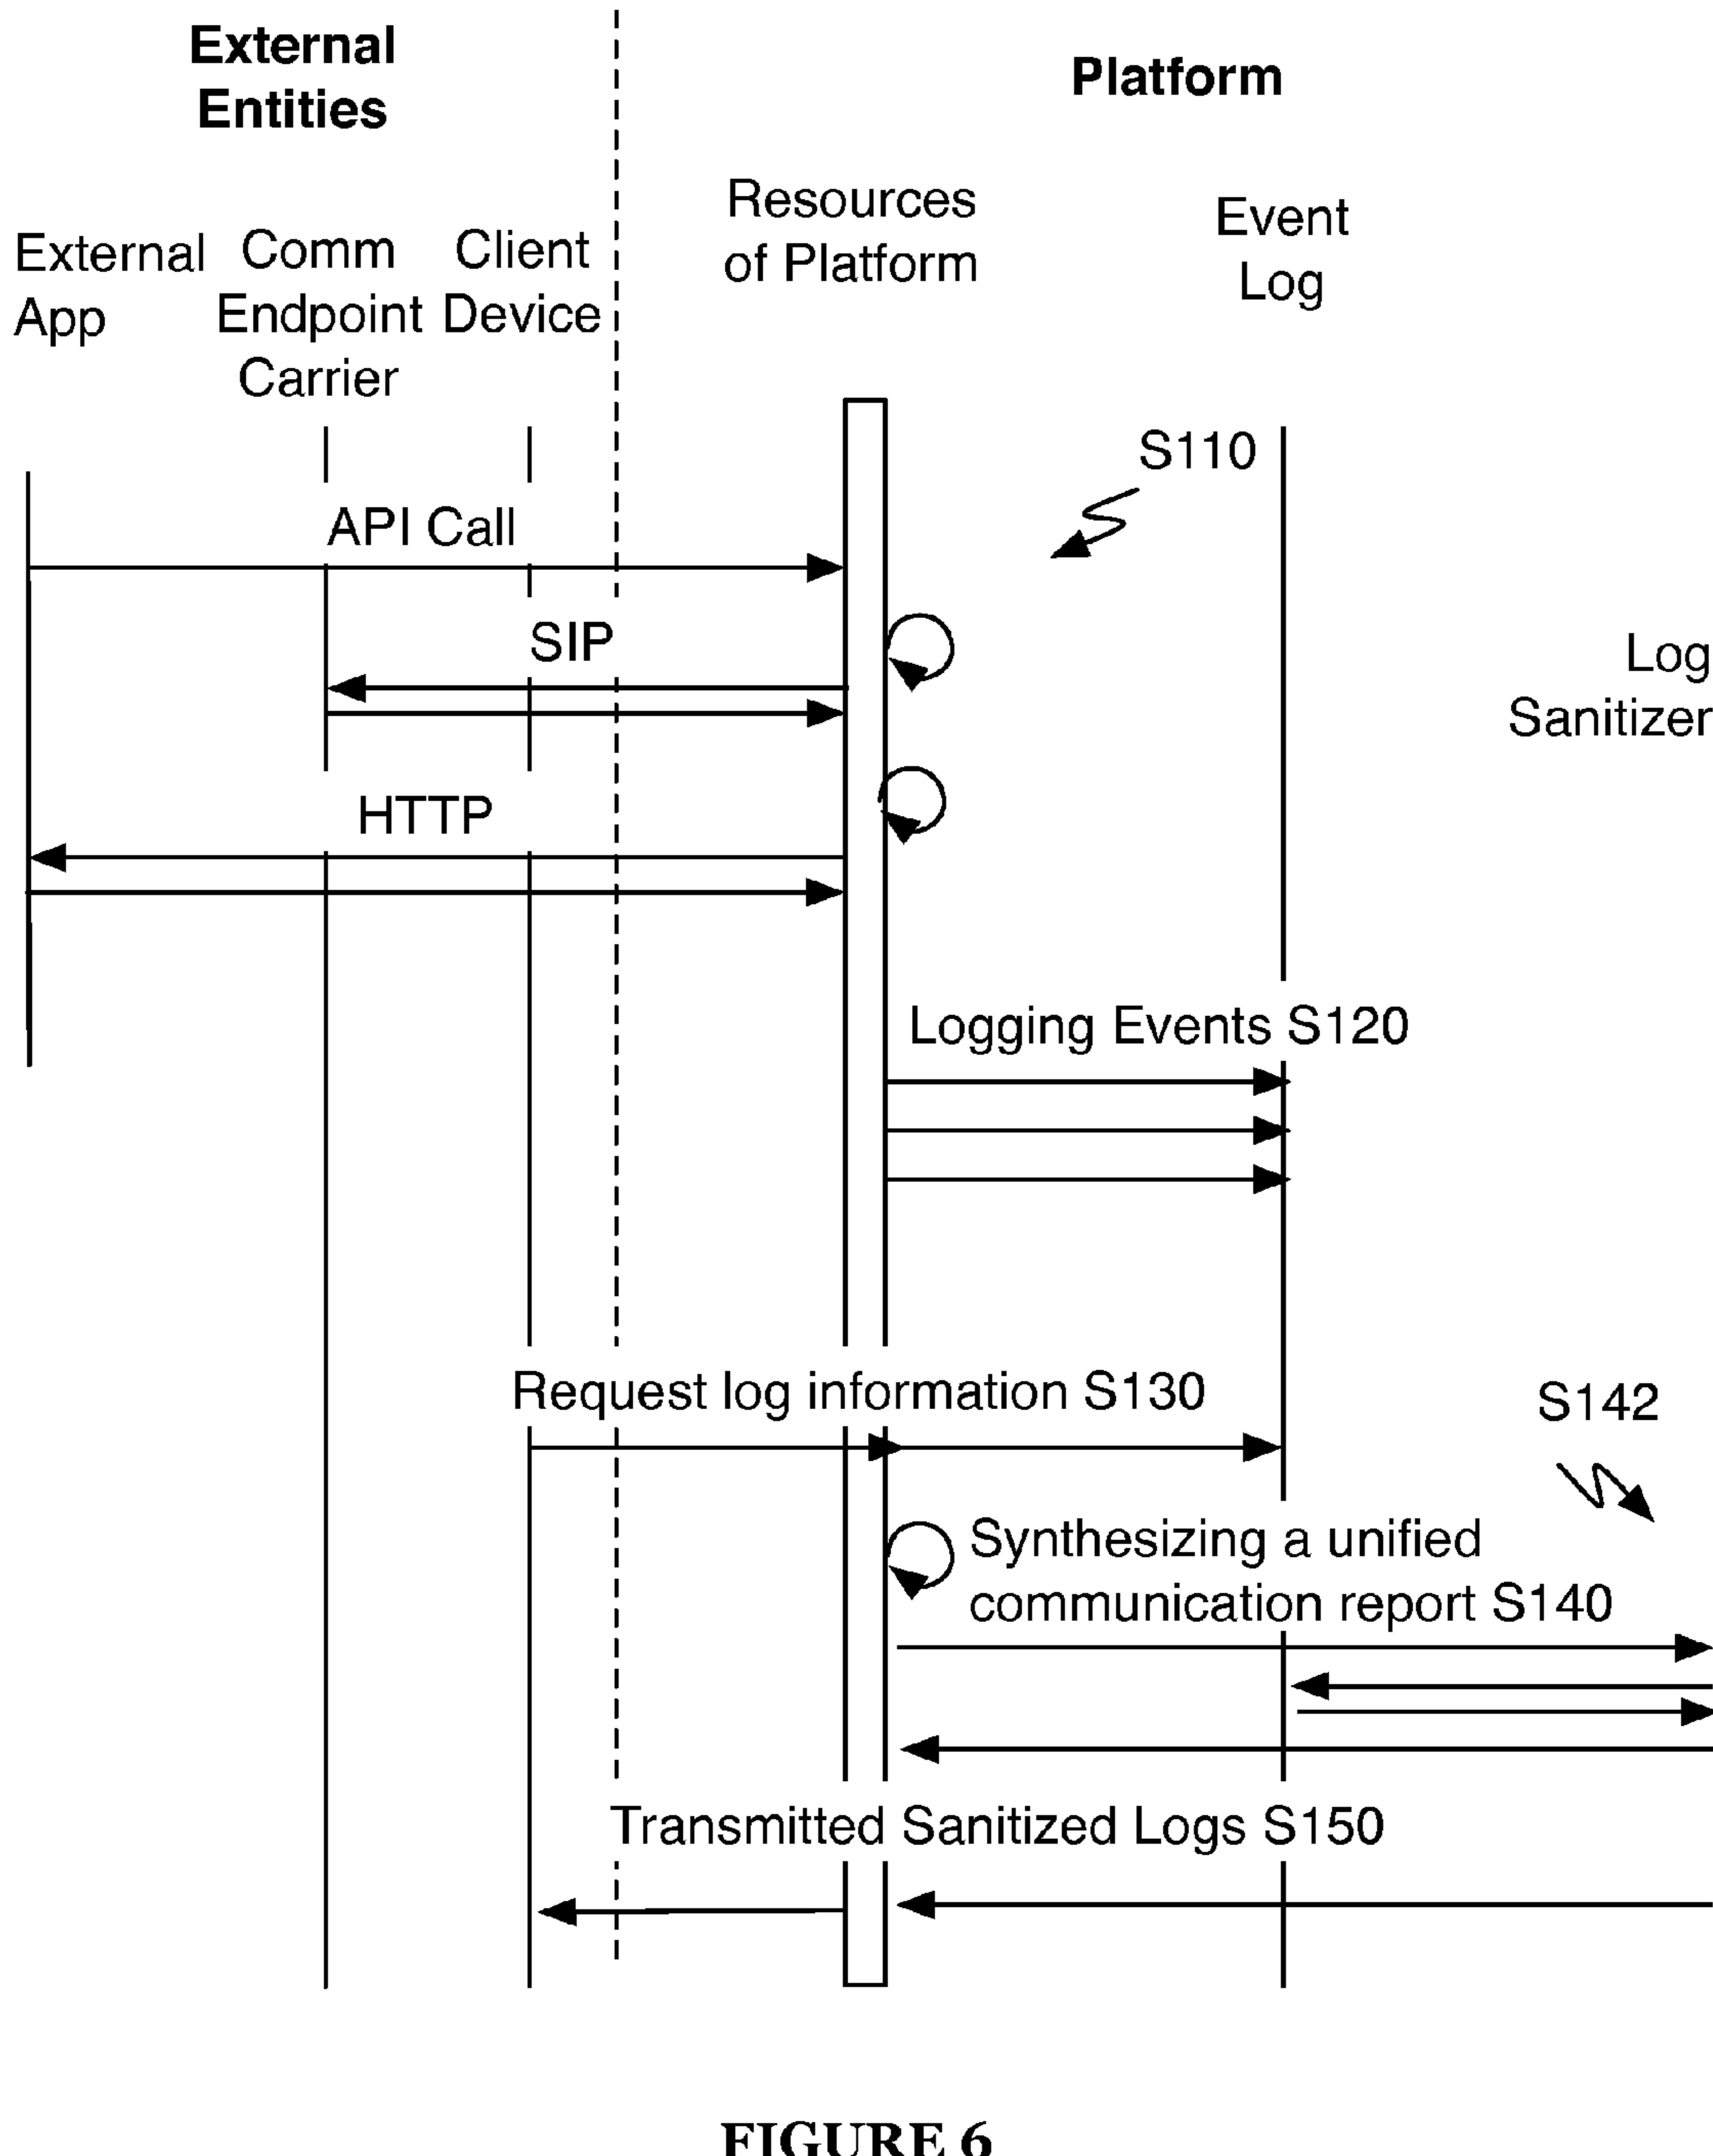 External
Entities
Platform
Resources
of Platform
Event
Log
External
App
Comm
Endpoint
Carrier
Client
Device
S110
API Call
SIP
Log
Sanitizer
HTTP
Logging Events S120
Request log information S130
S142
Synthesizing a unified
communication report S140
Transmitted Sanitized Logs S150
FIGURE 6